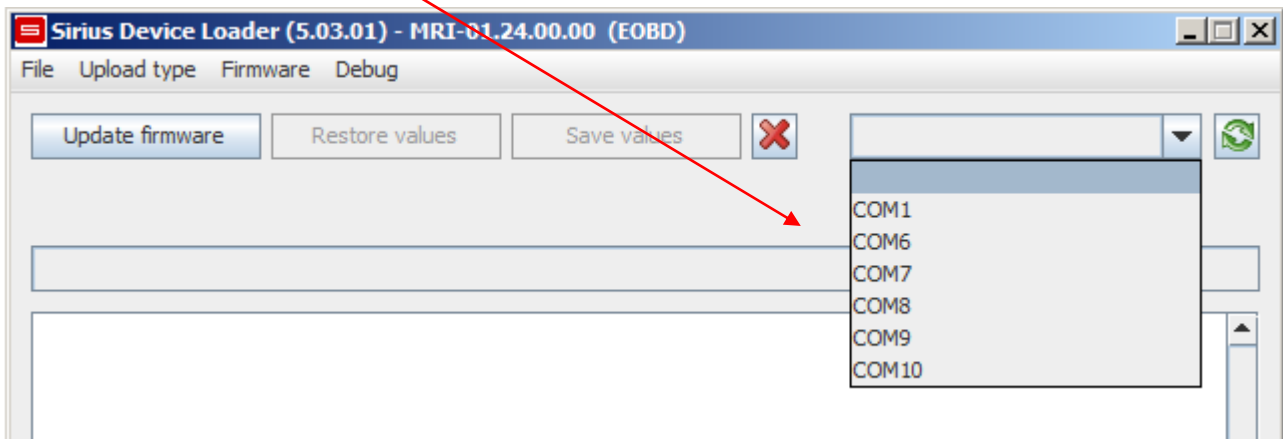 Sirius Device Loader (5.03.01) - MRI-01.24.00.00 (EOBD)
File Upload type Firmware Debug
Update firmware Restore values Save values
COM1
COM6
COM7
COM8
COM9
COM10